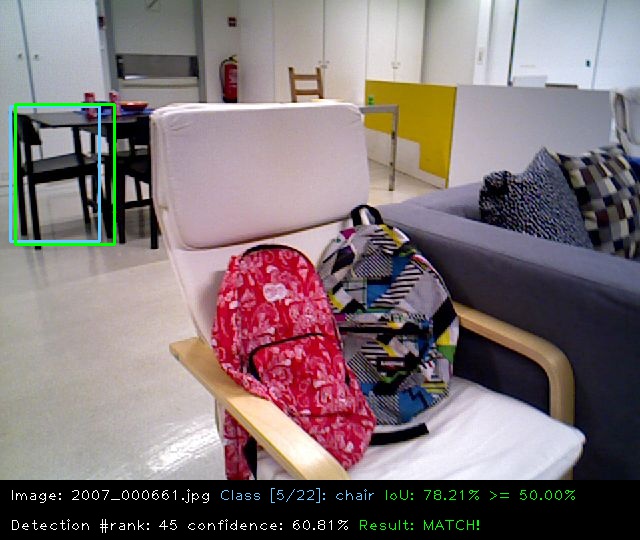 Image: 2007_000661.jpg Class [5/22]: chair IoU: 78.21% >= 50.00%
Detection #rank: 45 confidence: 60.81% Result: MATCH!